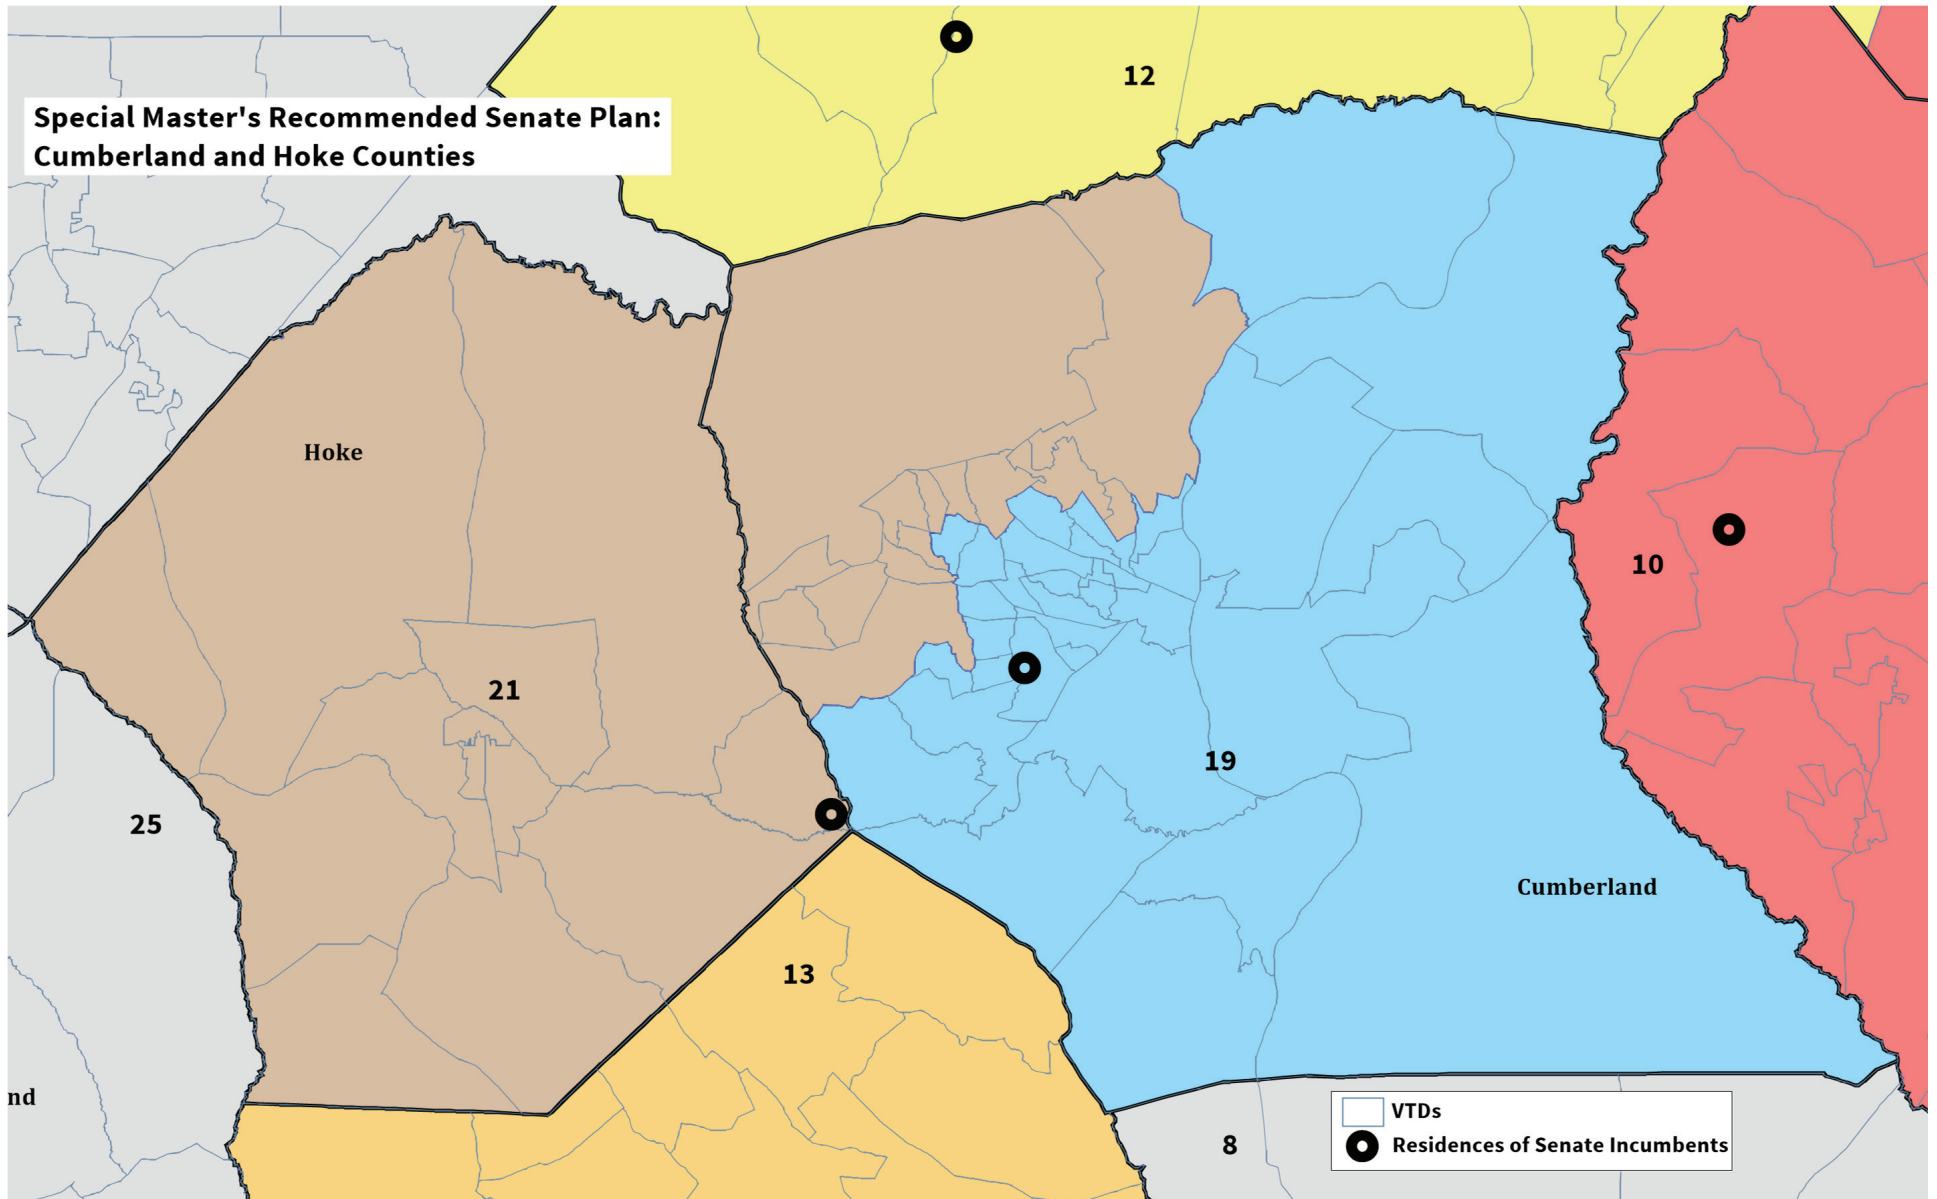 12
Special Master's Recommended Senate Plan:
Cumberland and Hoke Counties
Hoke
10
21
19
25
Cumberland
13
nd
VTDs
8
Residences of Senate Incumbents